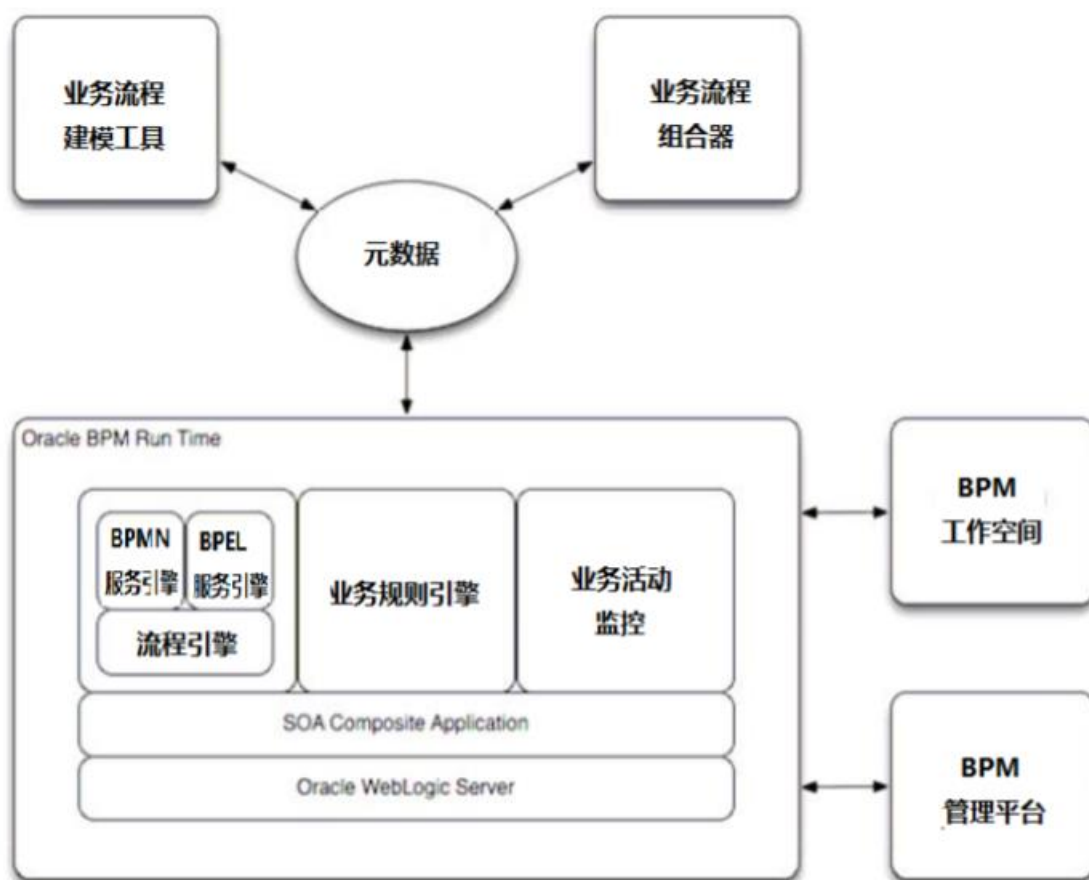 业务流程
建模工具
业务流程
组合器
元数据
Oracle BPM Run Time
BPMN
服务引擎
BPEL
服务引擎
流程引擎
业务规则引擎
业务活动
监控
SOA Composite Application
Oracle WebLogic Server
BPM
工作空间
BPM
管理平台